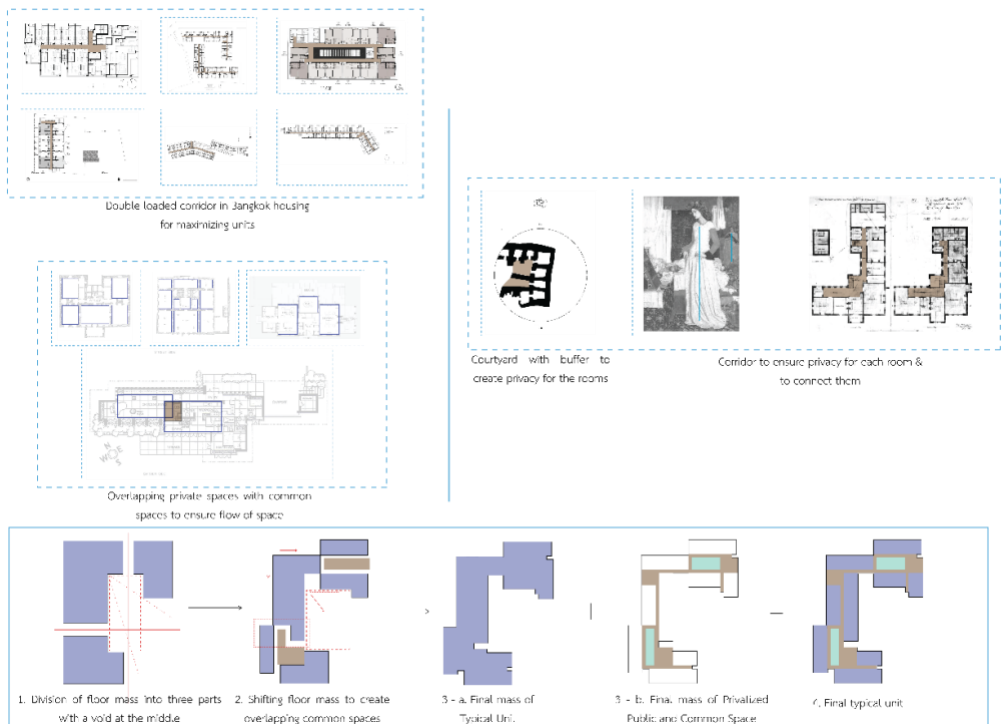 Double loaded corridor in Bangkok housing
for maximizing units
Courtyard with buffer to
create privacy for the rooms
Corridor to ensure privacy for each room &
to connect them
Overlapping private spaces with common
spaces to ensure flow of space
1. Division of floor mass into three parts
with a void at the middle
2. Shifting floor mass to create
overlapping common spaces
3 - a. Final mass of
Typical Unit
3 - b. Final mass of Privatized
Public and Common Space
4. Final typical unit